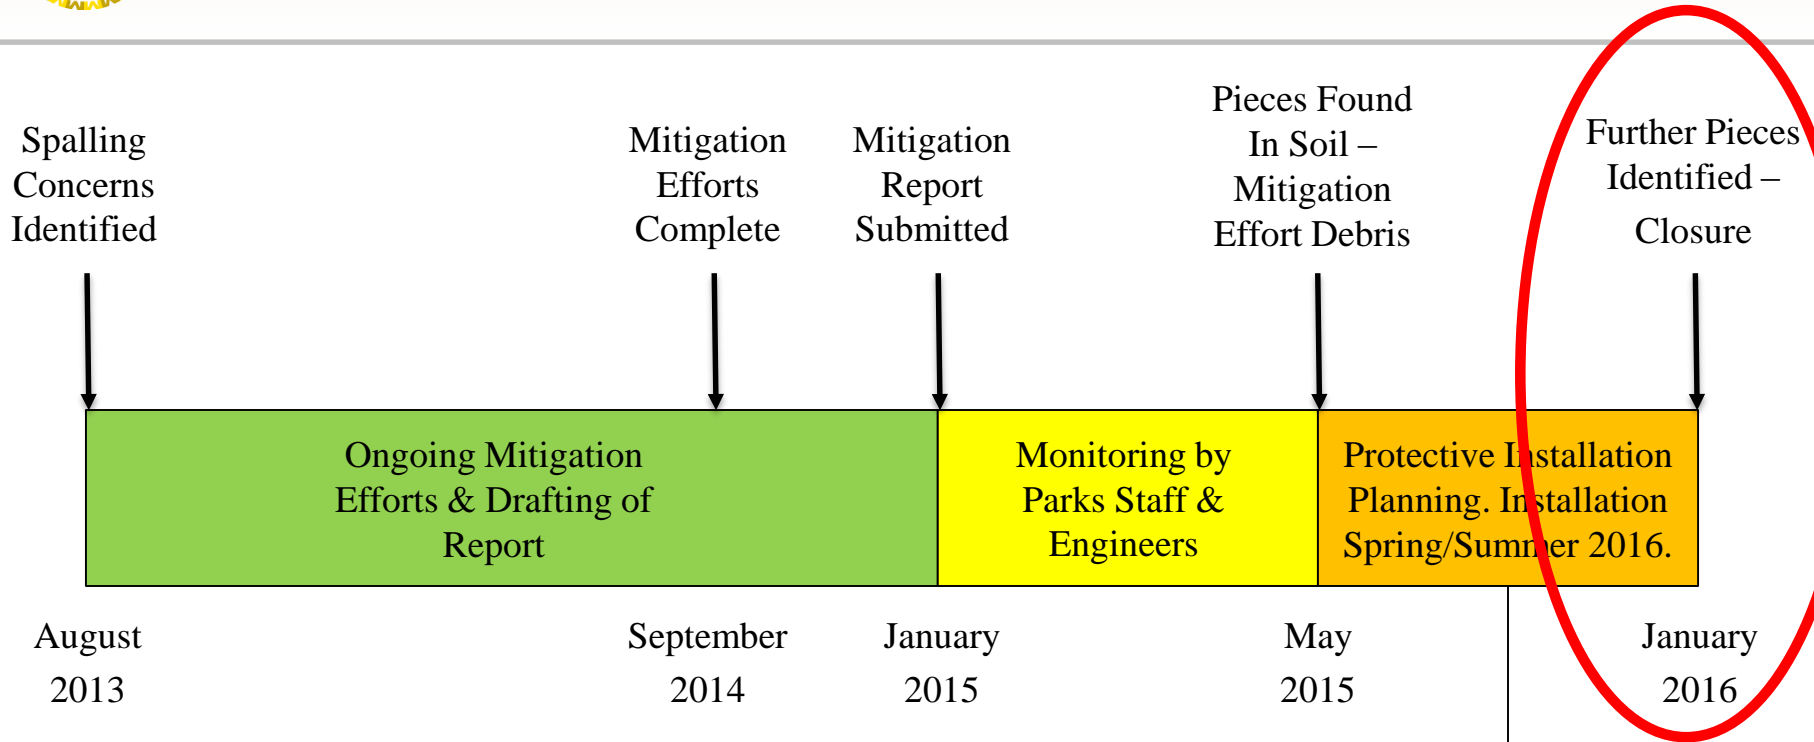 Spalling
Concerns
Identified
Mitigation
Efforts
Complete
Mitigation
Report
Submitted
Pieces Found
In Soil –
Mitigation
Effort Debris
Further Pieces
Identified –
Closure
Ongoing Mitigation
Efforts & Drafting of
Report
Monitoring by
Parks Staff &
Engineers
Protective Installation
Planning. Installation
Spring/Summer 2016.
August
2013
September
2014
January
2015
May
2015
January
2016